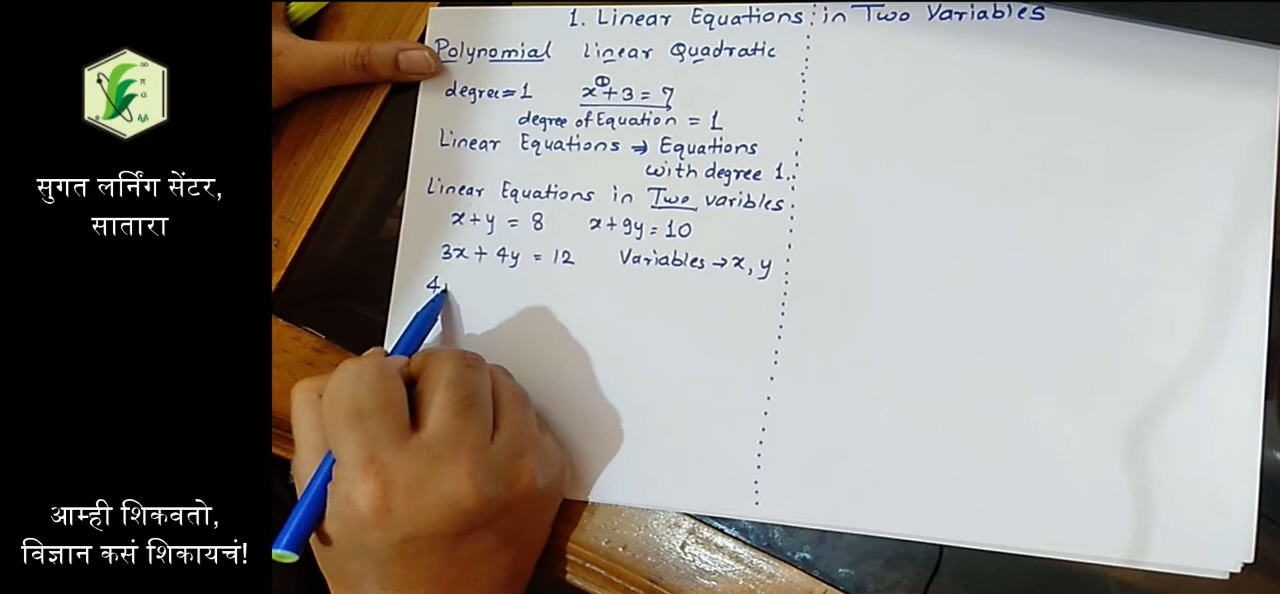 सुगत लर्निंग सेंटर,
सातारा
आम्ही शिकवतो,
विज्ञान कसं शिकायचं!
1. Linear Equations in Two Variables
Polynomial Linear Quadratic
degree = 1 x① + 3 = 7
degree of Equation = 1
Linear Equations → Equations
with degree 1.
Linear Equations in Two varibles.
x + y = 8 x + 9y = 10
3x + 4y = 12 Variables → x, y
4